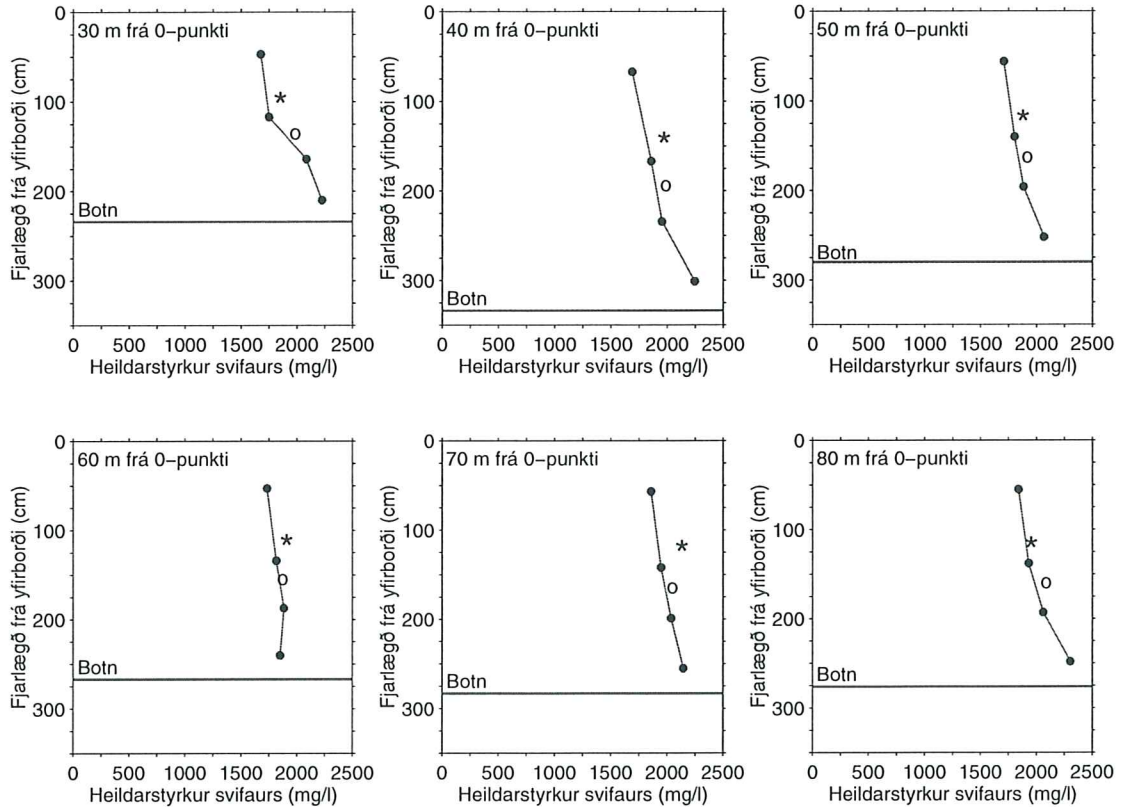 30 m frá 0-punkti
0
100
200
300
Fjarlægð frá yfirborði (cm)
*
o
Botn
0 500 1000 1500 2000 2500
Heildarstyrkur svifaurs (mg/l)
40 m frá 0-punkti
0
100
200
300
Fjarlægð frá yfirborði (cm)
*
o
Botn
0 500 1000 1500 2000 2500
Heildarstyrkur svifaurs (mg/l)
50 m frá 0-punkti
0
100
200
300
Fjarlægð frá yfirborði (cm)
*
o
Botn
0 500 1000 1500 2000 2500
Heildarstyrkur svifaurs (mg/l)
60 m frá 0-punkti
0
100
200
300
Fjarlægð frá yfirborði (cm)
*
o
Botn
0 500 1000 1500 2000 2500
Heildarstyrkur svifaurs (mg/l)
70 m frá 0-punkti
0
100
200
300
Fjarlægð frá yfirborði (cm)
*
o
Botn
0 500 1000 1500 2000 2500
Heildarstyrkur svifaurs (mg/l)
80 m frá 0-punkti
0
100
200
300
Fjarlægð frá yfirborði (cm)
*
o
Botn
0 500 1000 1500 2000 2500
Heildarstyrkur svifaurs (mg/l)